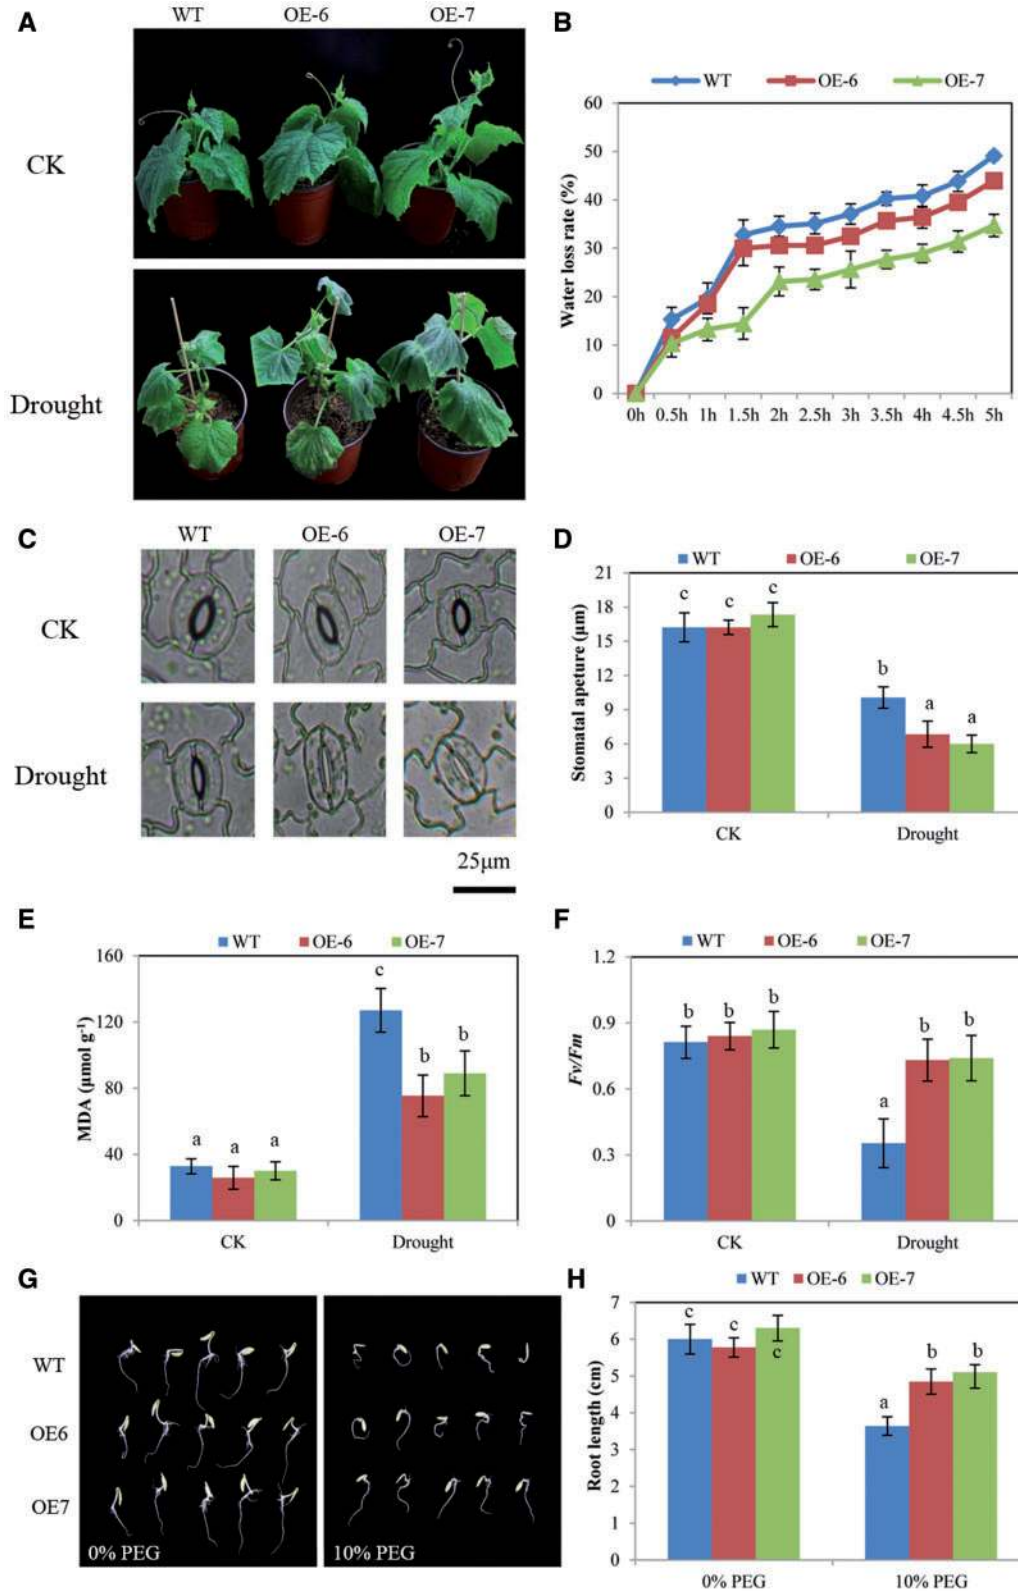 A
WT OE-6 OE-7
CK
Drought
B
WT OE-6 OE-7
Water loss rate (%)
60
50
40
30
20
10
0
0h 0.5h 1h 1.5h 2h 2.5h 3h 3.5h 4h 4.5h 5h
C
WT OE-6 OE-7
CK
Drought
25μm
D
WT OE-6 OE-7
Stomatal apeture (μm)
21
18
15
12
9
6
3
0
c c c
b a a
CK Drought
E
WT OE-6 OE-7
MDA (μmol g⁻¹)
160
120
80
40
0
a a a
c b b
CK Drought
F
WT OE-6 OE-7
Fv/Fm
1.2
0.9
0.6
0.3
0
b b b
a b b
CK Drought
G
WT
OE6
OE7
0% PEG 10% PEG
H
WT OE-6 OE-7
Root length (cm)
7
6
5
4
3
2
1
0
c c c
a b b
0% PEG 10% PEG